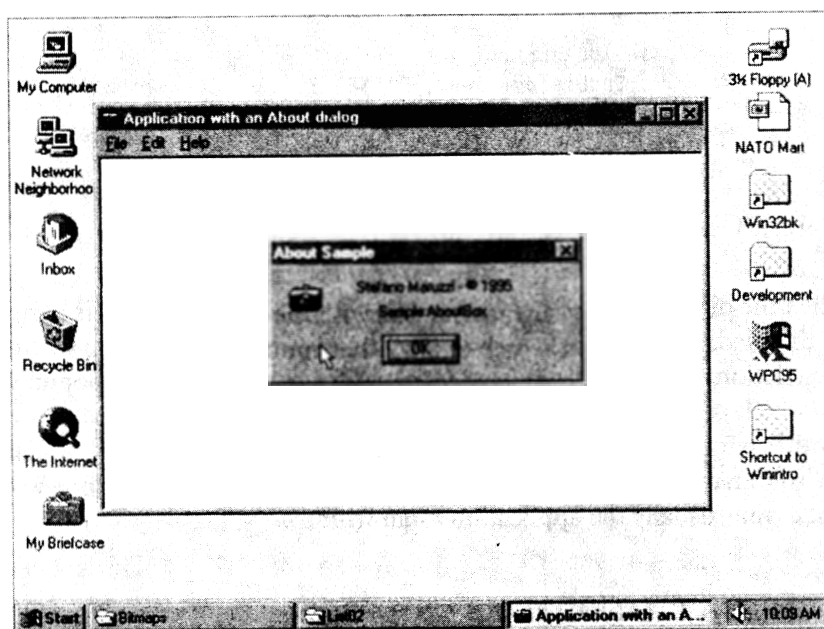 My Computer
3½ Floppy (A)
Application with an About dialog
File Edit Help
NATO Mart
Network
Neighborhoo
Win32bk
About Sample
Inbox
Stefano Maruzzi - © 1995
Development
Sample AboutBox
OK
Recycle Bin
WPC95
The Internet
Shortcut to
Winintro
My Briefcase
Start
Bitmaps
List02
Application with an A...
10:09 AM